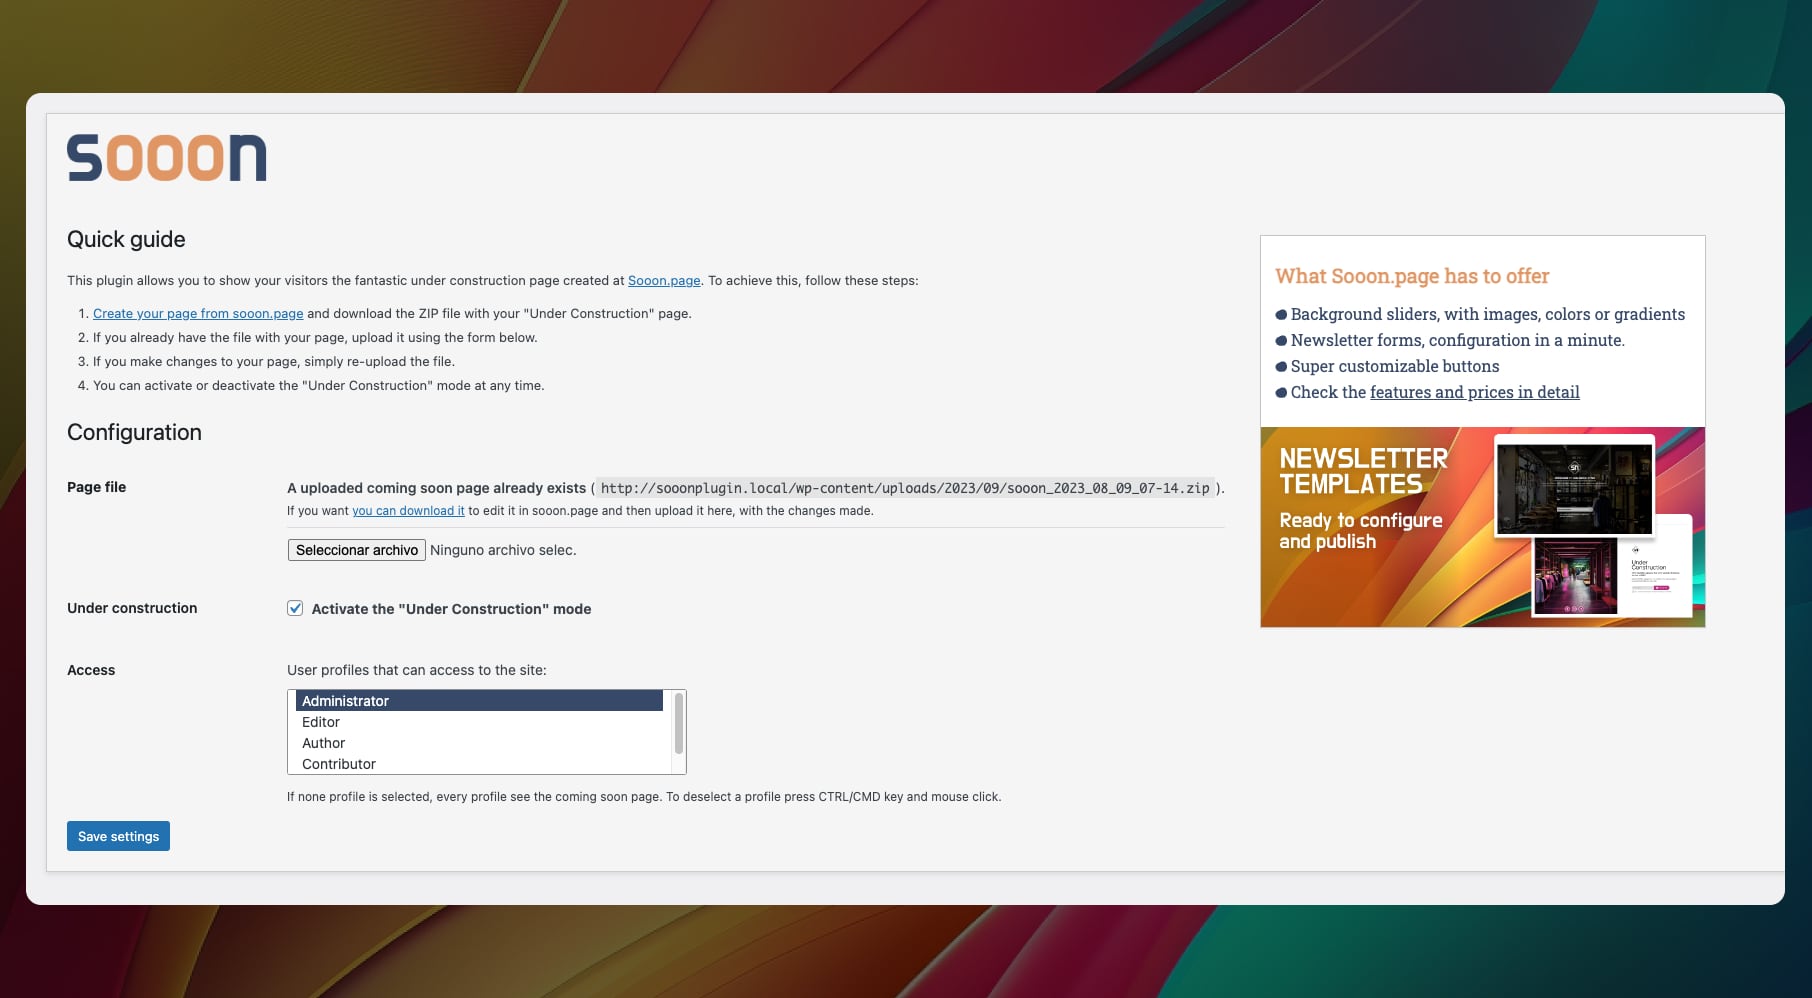 sooon
Quick guide
This plugin allows you to show your visitors the fantastic under construction page created at Sooon.page. To achieve this, follow these steps:
1. Create your page from sooon.page and download the ZIP file with your "Under Construction" page.
2. If you already have the file with your page, upload it using the form below.
3. If you make changes to your page, simply re-upload the file.
4. You can activate or deactivate the "Under Construction" mode at any time.
Configuration
Page file
A uploaded coming soon page already exists ( http://sooonplugin.local/wp-content/uploads/2023/09/sooon_2023_08_09_07-14.zip ).
If you want you can download it to edit it in sooon.page and then upload it here, with the changes made.
Seleccionar archivo Ninguno archivo selec.
Under construction
Activate the "Under Construction" mode
Access
User profiles that can access to the site:
Administrator
Editor
Author
Contributor
If none profile is selected, every profile see the coming soon page. To deselect a profile press CTRL/CMD key and mouse click.
Save settings
What Sooon.page has to offer
Background sliders, with images, colors or gradients
Newsletter forms, configuration in a minute.
Super customizable buttons
Check the features and prices in detail
NEWSLETTER
TEMPLATES
Ready to configure
and publish
Under
Construction